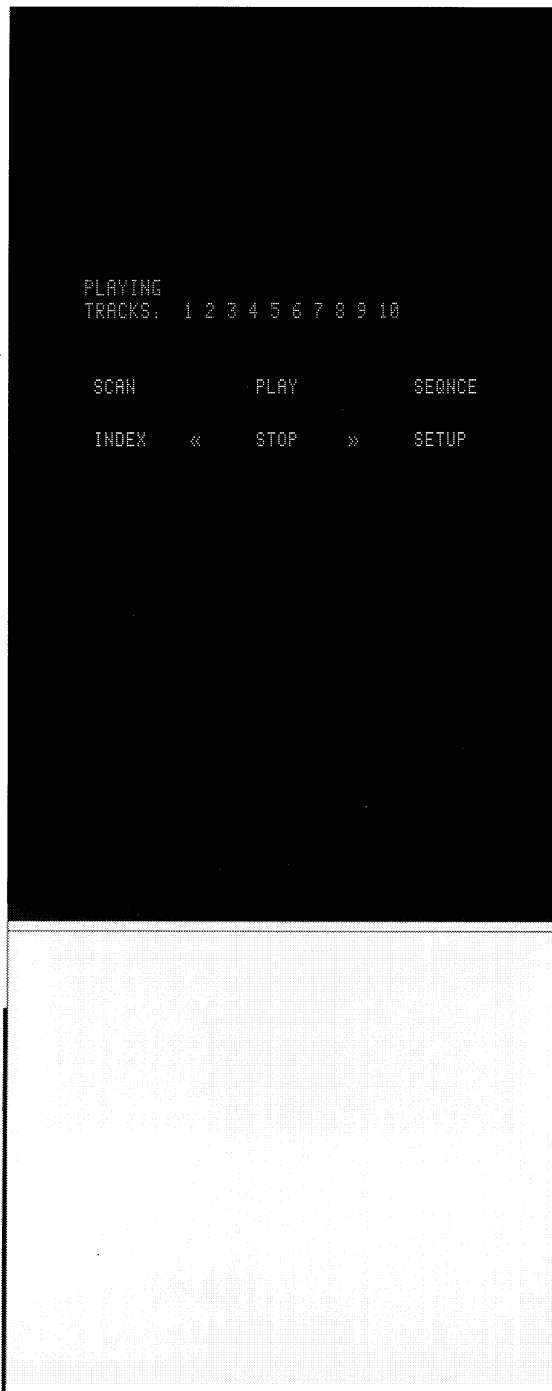 PLAYING
TRACKS: 1 2 3 4 5 6 7 8 9 10
SCAN PLAY SEQNCE
INDEX « STOP » SETUP